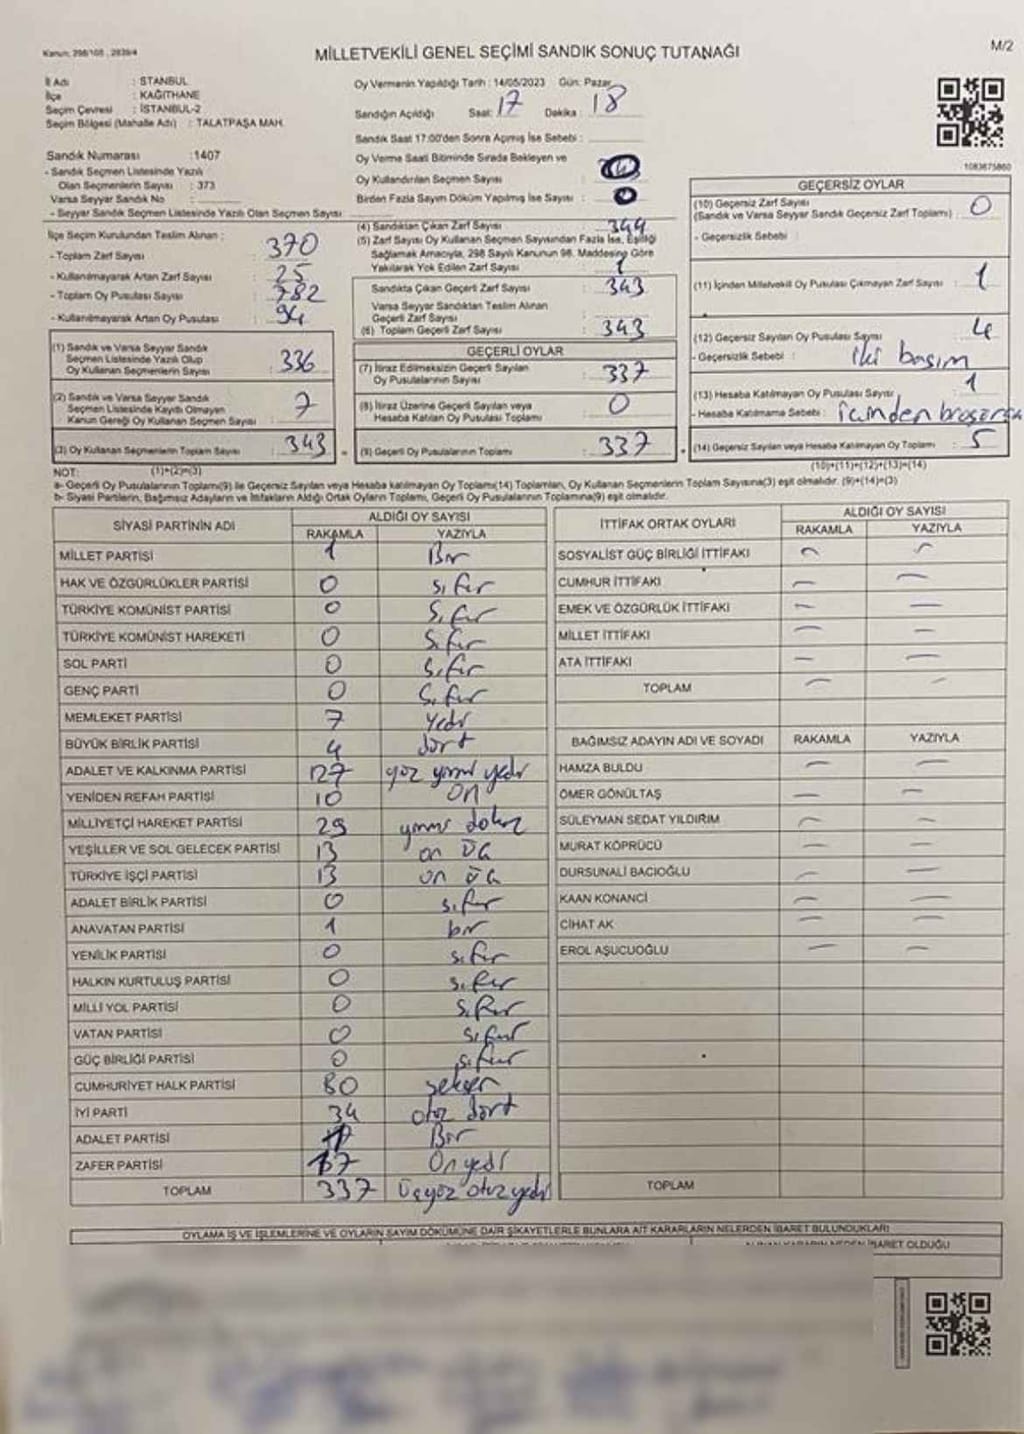 Kanun: 298/105 , 2839/4
MİLLETVEKİLİ GENEL SEÇİMİ SANDIK SONUÇ TUTANAĞI
M/2
İl Adı : İSTANBUL
İlçe : KAĞITHANE
Seçim Çevresi : İSTANBUL-2
Seçim Bölgesi (Mahalle Adı) : TALATPAŞA MAH.
Sandık Numarası :1407
- Sandık Seçmen Listesinde Yazılı
Olan Seçmenlerin Sayısı : 373
Varsa Seyyar Sandık No :
- Seyyar Sandık Seçmen Listesinde Yazılı Olan Seçmen Sayısı :
Oy Vermenin Yapıldığı Tarih : 14/05/2023 Gün: Pazar
Sandığın Açıldığı Saat: 17 Dakika : 18
Sandık Saat 17:00'den Sonra Açımış İse Sebebi :
Oy Verme Saati Bitiminde Sırada Bekleyen ve
Oy Kullandırılan Seçmen Sayısı :
Birden Fazla Sayım Döküm Yapılmış İse Sayısı : 0
1083675860
İlçe Seçim Kurulundan Teslim Alınan :
- Toplam Zarf Sayısı : 370
- Kullanılmayarak Artan Zarf Sayısı : 25
- Toplam Oy Pusulası Sayısı : 782
- Kullanılmayarak Artan Oy Pusulası : 94
(1) Sandık ve Varsa Seyyar Sandık
Seçmen Listesinde Yazılı Olup
Oy Kullanan Seçmenlerin Sayısı : 336
(2) Sandık ve Varsa Seyyar Sandık
Seçmen Listesinde Kayıtlı Olmayan
Kanun Gereği Oy Kullanan Seçmen Sayısı : 7
(3) Oy Kullanan Seçmenlerin Toplam Sayısı : 343
(1)+(2)=(3)
(4) Sandıktan Çıkan Zarf Sayısı : 344
(5) Zarf Sayısı Oy Kullanan Seçmen Sayısından Fazla İse, Eşitliği
Sağlamak Amacıyla, 298 Sayılı Kanunun 98. Maddesine Göre
Yakılarak Yok Edilen Zarf Sayısı : 1
Sandıkta Çıkan Geçerli Zarf Sayısı : 343
Varsa Seyyar Sandıktan Teslim Alınan
Geçerli Zarf Sayısı :
(6) Toplam Geçerli Zarf Sayısı : 343
GEÇERLİ OYLAR
(7) İtiraz Edilmeksizin Geçerli Sayılan
Oy Pusulalarının Sayısı : 337
(8) İtiraz Üzerine Geçerli Sayılan veya
Hesaba Katılan Oy Pusulası Toplamı : 0
(9) Geçerli Oy Pusulalarının Toplamı : 337
GEÇERSİZ OYLAR
(10) Geçersiz Zarf Sayısı
(Sandık ve Varsa Seyyar Sandık Geçersiz Zarf Toplamı) : 0
- Geçersizlik Sebebi :
(11) İçinden Milletvekili Oy Pusulası Çıkmayan Zarf Sayısı : 1
(12) Geçersiz Sayılan Oy Pusulası Sayısı : 4
- Geçersizlik Sebebi : iki basım
(13) Hesaba Katılmayan Oy Pusulası Sayısı : 1
- Hesaba Katılmama Sebebi : içinden
(14) Geçersiz Sayılan veya Hesaba Katılmayan Oy Toplamı : 5
(10)+(11)+(12)+(13)=(14)
NOT:
a- Geçerli Oy Pusulalarının Toplamı(9) ile Geçersiz Sayılan veya Hesaba Katılmayan Oy Toplamı(14) Toplamları, Oy Kullanan Seçmenlerin Toplam Sayısına(3) eşit olmalıdır. (9)+(14)=(3)
b- Siyasi Partilerin, Bağımsız Adayların ve İttifakların Aldığı Ortak Oyların Toplamı, Geçerli Oy Pusulalarının Toplamına(9) eşit olmalıdır.
SİYASİ PARTİNİN ADI ALDIĞI OY SAYISI
RAKAMLA YAZIYLA
MİLLET PARTİSİ 1 Bir
HAK VE ÖZGÜRLÜKLER PARTİSİ 0 sıfır
TÜRKİYE KOMÜNİST PARTİSİ 0 sıfır
TÜRKİYE KOMÜNİST HAREKETİ 0 sıfır
SOL PARTİ 0 sıfır
GENÇ PARTİ 0 sıfır
MEMLEKET PARTİSİ 7 yedi
BÜYÜK BİRLİK PARTİSİ 4 dört
ADALET VE KALKINMA PARTİSİ 127 yüz yirmi yedi
YENİDEN REFAH PARTİSİ 10 on
MİLLİYETÇİ HAREKET PARTİSİ 29 yirmi dokuz
YEŞİLLER VE SOL GELECEK PARTİSİ 13 on üç
TÜRKİYE İŞÇİ PARTİSİ 13 on üç
ADALET BİRLİK PARTİSİ 0 sıfır
ANAVATAN PARTİSİ 1 bir
YENİLİK PARTİSİ 0 sıfır
HALKIN KURTULUŞ PARTİSİ 0 sıfır
MİLLİ YOL PARTİSİ 0 sıfır
VATAN PARTİSİ 0 sıfır
GÜÇ BİRLİĞİ PARTİSİ 0 sıfır
CUMHURİYET HALK PARTİSİ 80 seksen
İYİ PARTİ 34 otuz dört
ADALET PARTİSİ Bir
ZAFER PARTİSİ 17 On yedi
TOPLAM 337 Üçyüz otuz yedi
İTTİFAK ORTAK OYLARI ALDIĞI OY SAYISI
RAKAMLA YAZIYLA
SOSYALİST GÜÇ BİRLİĞİ İTTİFAKI — —
CUMHUR İTTİFAKI — —
EMEK VE ÖZGÜRLÜK İTTİFAKI — —
MİLLET İTTİFAKI — —
ATA İTTİFAKI — —
TOPLAM — —
BAĞIMSIZ ADAYIN ADI VE SOYADI RAKAMLA YAZIYLA
HAMZA BULDU — —
ÖMER GÖNÜLTAŞ — —
SÜLEYMAN SEDAT YILDIRIM — —
MURAT KÖPRÜCÜ — —
DURSUNALİ BACIOĞLU — —
KAAN KONANCİ — —
CİHAT AK — —
EROL AŞUCUOĞLU — —
TOPLAM
OYLAMA İŞ VE İŞLEMLERİNE VE OYLARIN SAYIM DÖKÜMÜNE DAİR ŞİKAYETLERLE BUNLARA AİT KARARLARIN NELERDEN İBARET BULUNDUKLARI
ALINAN KARARIN NEDEN İBARET OLDUĞU